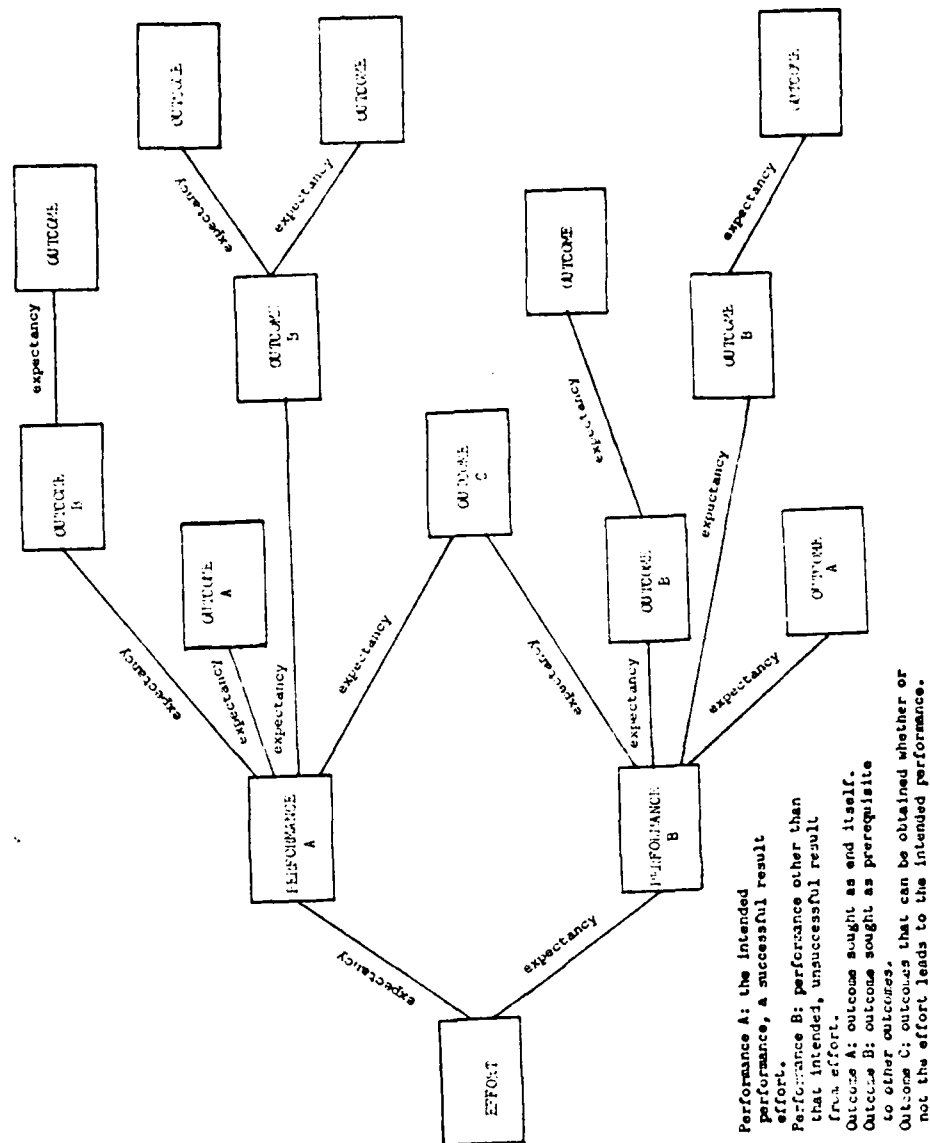 EFFORT
expectancy
expectancy
PERFORMANCE
A
PERFORMANCE
B
expectancy
expectancy
expectancy
expectancy
expectancy
expectancy
expectancy
expectancy
OUTCOME
B
OUTCOME
A
OUTCOME
B
OUTCOME
C
OUTCOME
B
OUTCOME
B
OUTCOME
A
expectancy
expectancy
expectancy
expectancy
expectancy
OUTCOME
OUTCOME
OUTCOME
OUTCOME
OUTCOME
Performance A: the intended
performance, a successful result
effort.
Performance B: performance other than
that intended, unsuccessful result
from effort.
Outcome A: outcome sought as end itself.
Outcome B: outcome sought as prerequisite
to other outcomes.
Outcome C: outcomes that can be obtained whether or
not the effort leads to the intended performance.